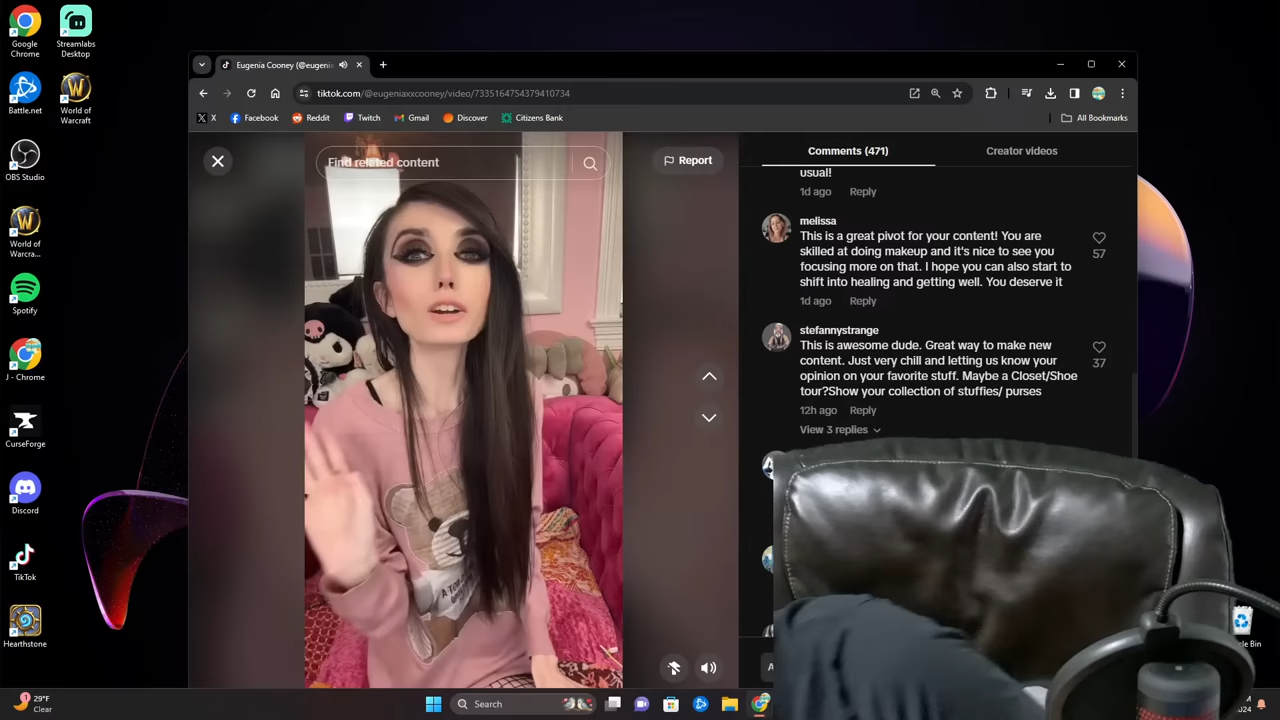 Google
Chrome
Streamlabs
Desktop
Battle.net
World of
Warcraft
OBS Studio
World of
Warcra...
Spotify
J - Chrome
CurseForge
Discord
TikTok
Hearthstone
Eugenia Cooney (@eugeni
tiktok.com/@eugeniaxxcooney/video/7335164754379410734
X
Facebook
Reddit
Twitch
Gmail
Discover
Citizens Bank
All Bookmarks
Find related content
Report
Comments (471)
Creator videos
usual!
1d ago
Reply
melissa
This is a great pivot for your content! You are
skilled at doing makeup and it's nice to see you
focusing more on that. I hope you can also start to
shift into healing and getting well. You deserve it
57
1d ago
Reply
stefannystrange
This is awesome dude. Great way to make new
content. Just very chill and letting us know your
opinion on your favorite stuff. Maybe a Closet/Shoe
tour?Show your collection of stuffies/ purses
37
12h ago
Reply
View 3 replies
A
cle Bin
1
29°F
Clear
Search
2024